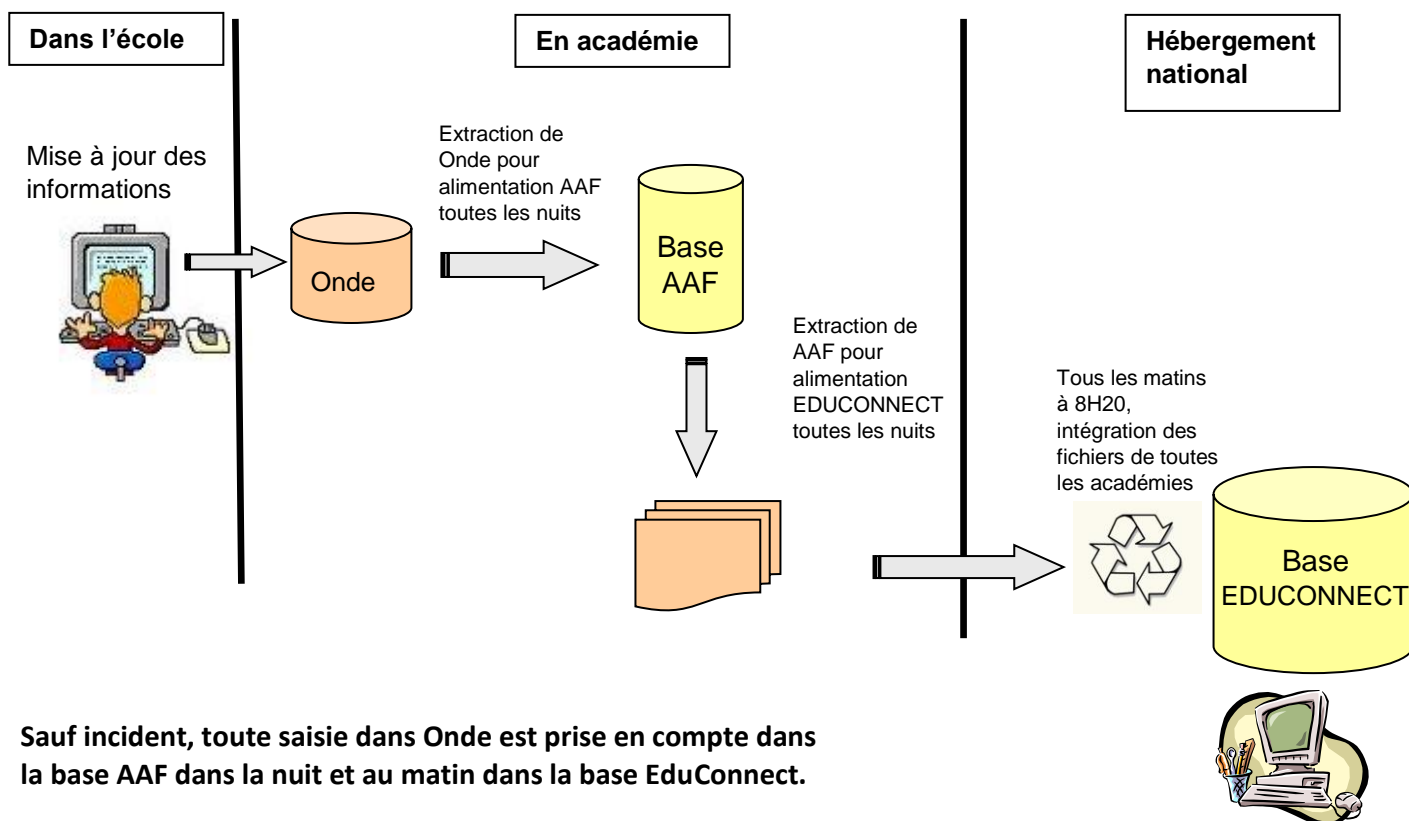 Dans l'école
En académie
Hébergement
national
Mise à jour des
informations
Extraction de
Onde pour
alimentation AAF
toutes les nuits
Onde
Base
AAF
Extraction de
AAF pour
alimentation
EDUCONNECT
toutes les nuits
Tous les matins
à 8H20,
intégration des
fichiers de toutes
les académies
Base
EDUCONNECT
Sauf incident, toute saisie dans Onde est prise en compte dans
la base AAF dans la nuit et au matin dans la base EduConnect.